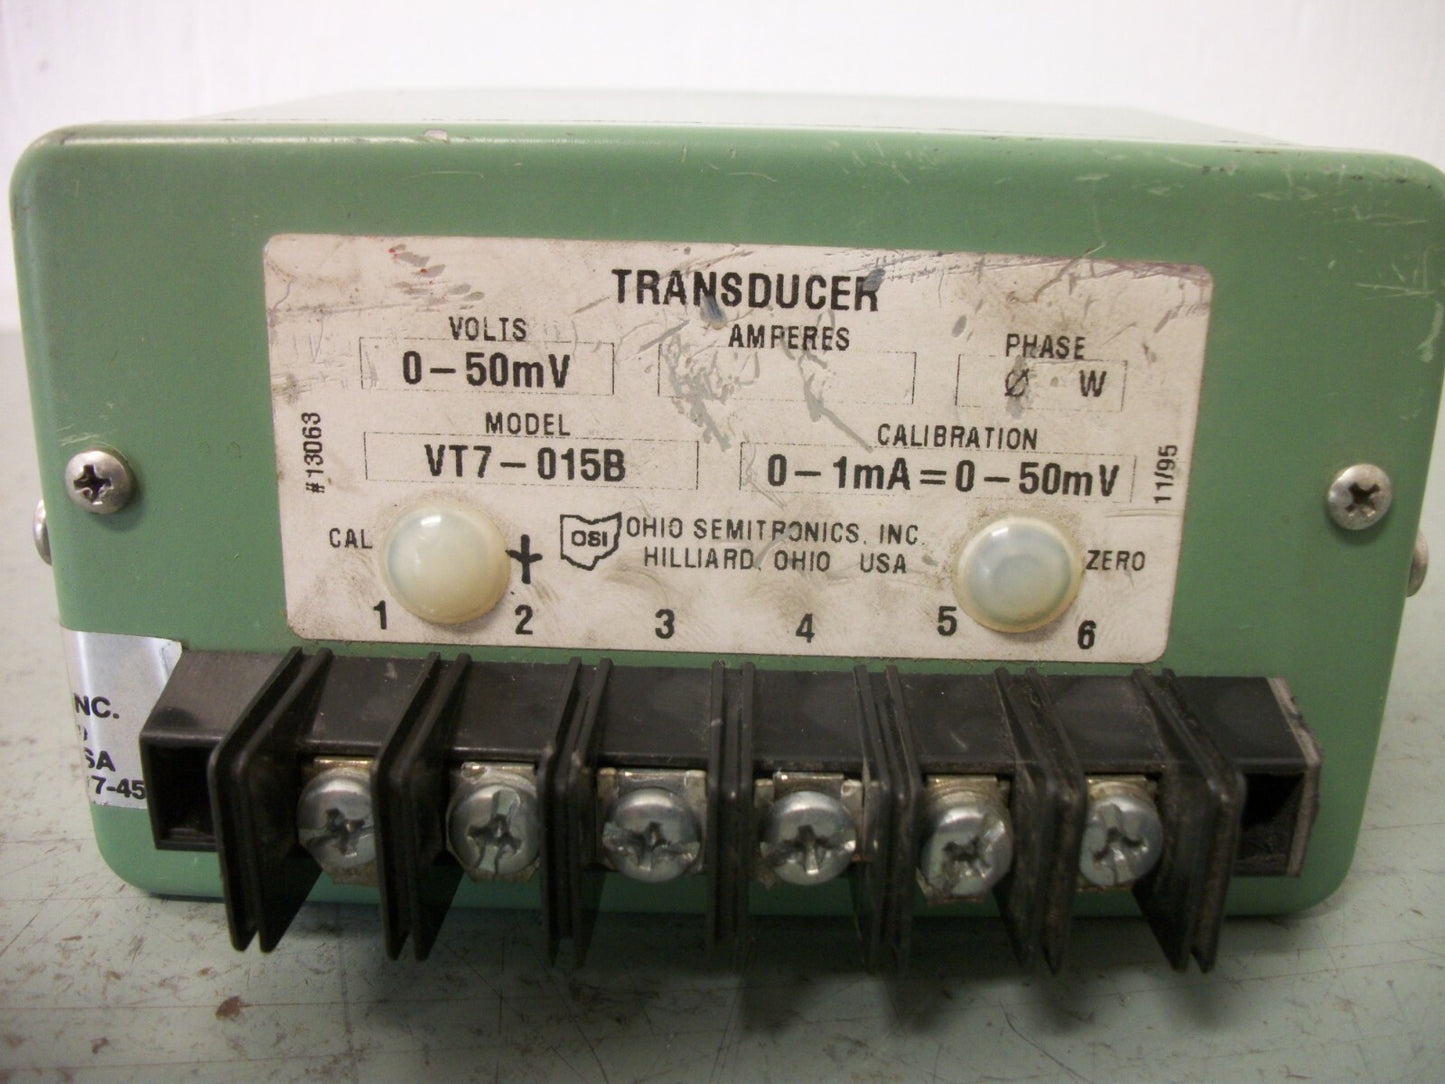 TRANSDUCER
VOLTS AMPERES PHASE
0-50mV Ø W
MODEL CALIBRATION
VT7-015B 0-1mA=0-50mV
#13063
11/95
CAL + OSI OHIO SEMITRONICS, INC. ZERO
HILLIARD, OHIO USA
1 2 3 4 5 6
NC.
SA
7-45